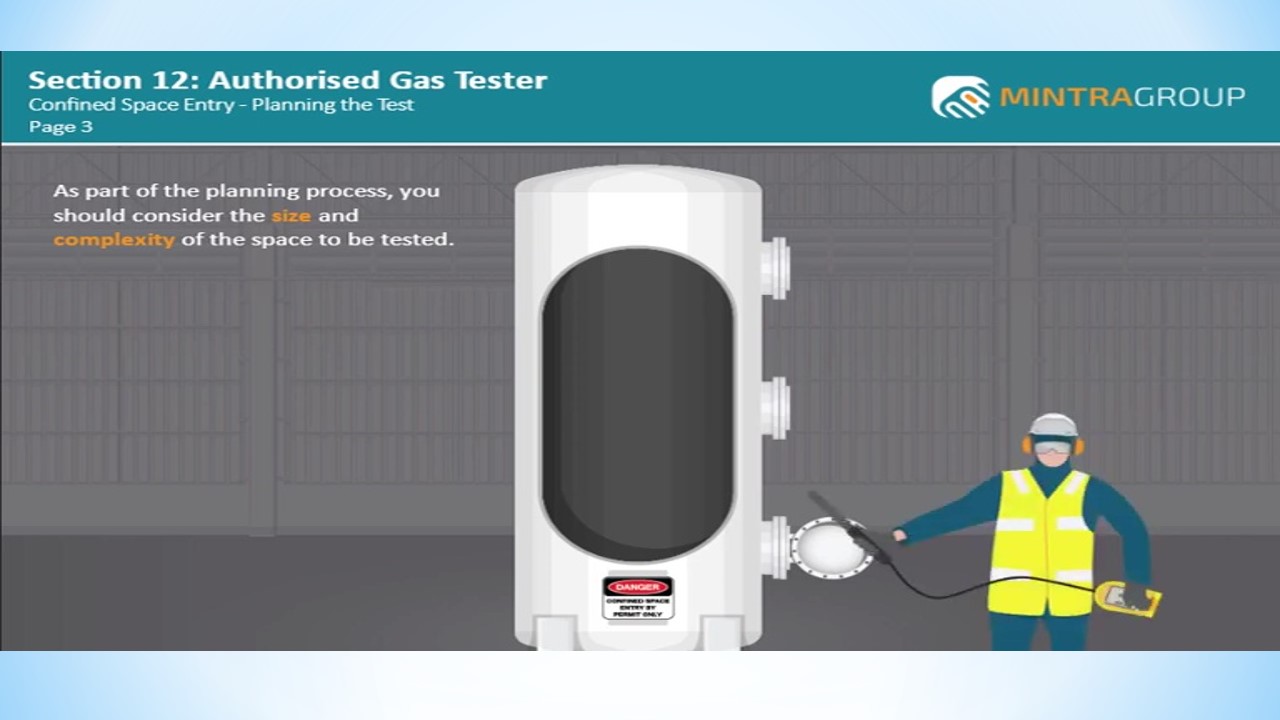 Section 12: Authorised Gas Tester
Confined Space Entry - Planning the Test
Page 3
MINTRAGROUP
As part of the planning process, you
should consider the size and
complexity of the space to be tested.
DANGER
CONFINED SPACE
ENTRY BY
PERMIT ONLY